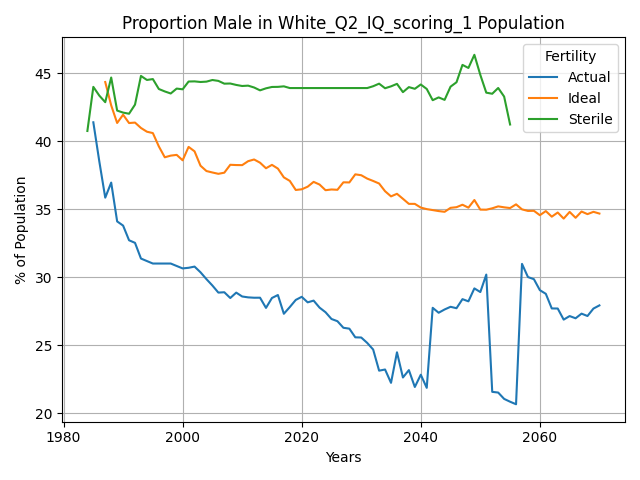 Proportion Male in White_Q2_IQ_scoring_1 Population
Fertility
Actual
Ideal
Sterile
% of Population
45
40
35
30
25
20
1980
2000
2020
2040
2060
Years